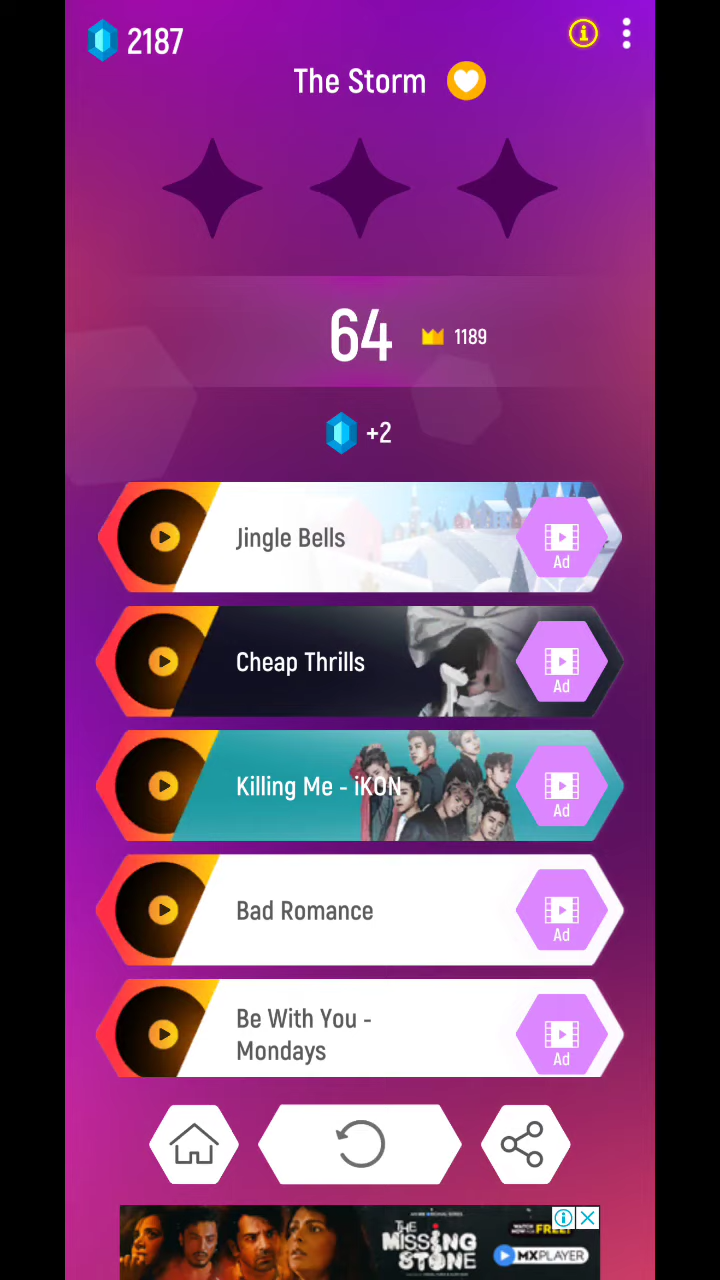 2187
The Storm
64
1189
+2
Jingle Bells
Ad
Cheap Thrills
Ad
Killing Me - iKON
Ad
Bad Romance
Ad
Be With You -
Mondays
Ad
THE
MISSING
STONE
WATCH
NOW FOR FREE!
MXPLAYER